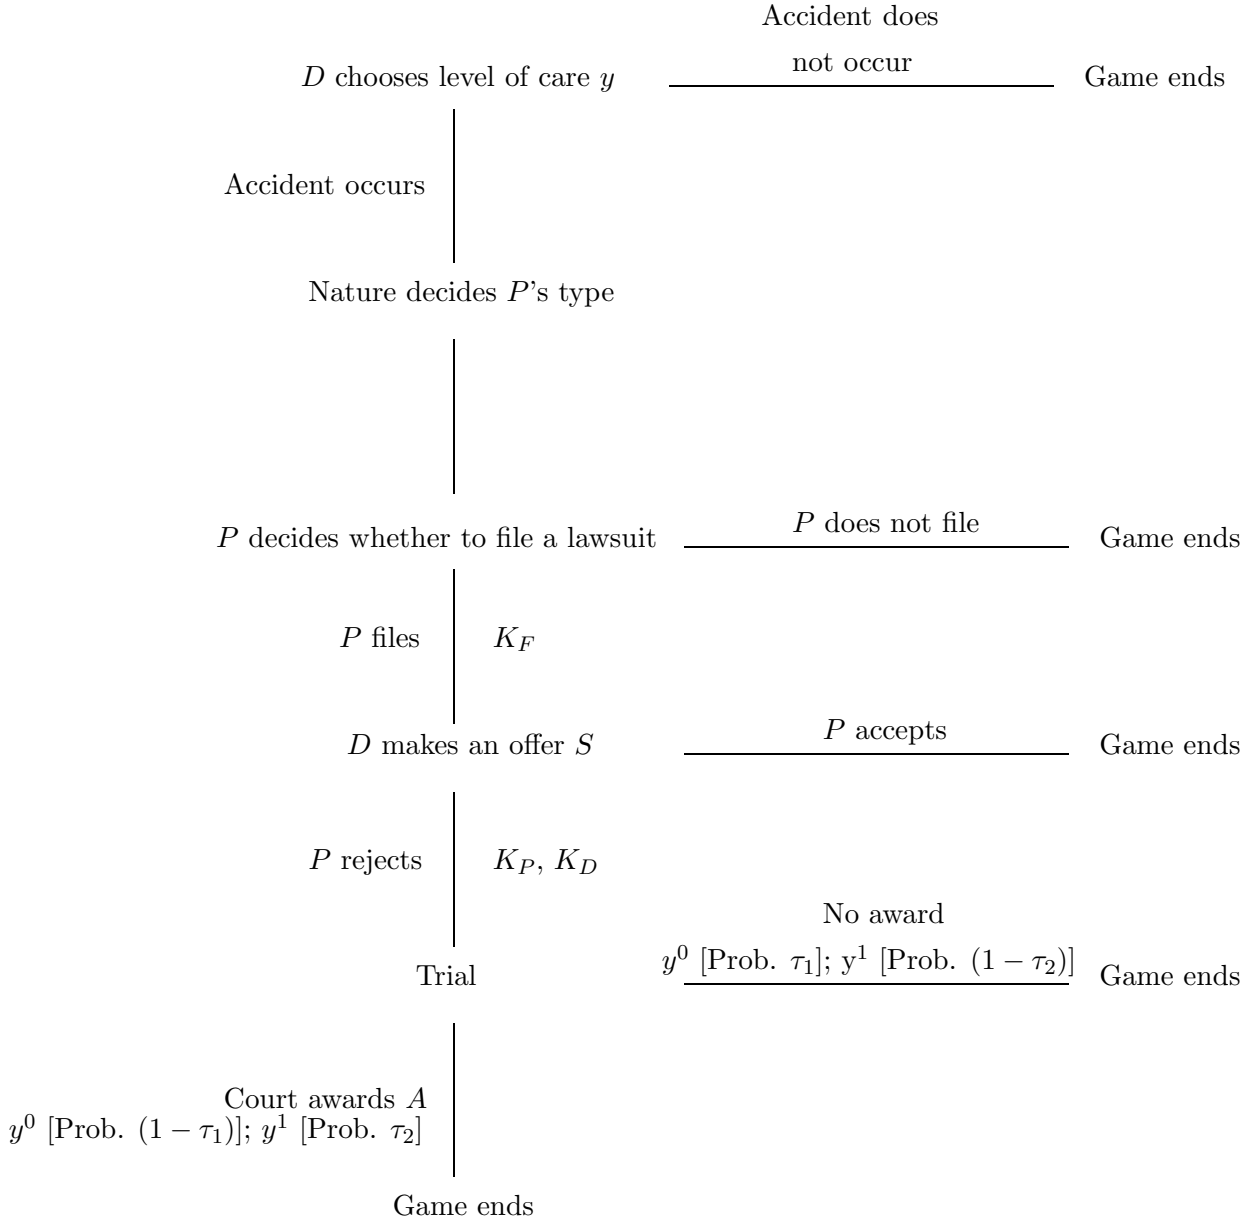 Accident does
not occur
D chooses level of care y
Game ends
Accident occurs
Nature decides P's type
P decides whether to file a lawsuit
P does not file
Game ends
P files
K_F
D makes an offer S
P accepts
Game ends
P rejects
K_P, K_D
No award
y^0 [Prob. τ_1]; y^1 [Prob. (1 − τ_2)]
Trial
Game ends
Court awards A
y^0 [Prob. (1 − τ_1)]; y^1 [Prob. τ_2]
Game ends